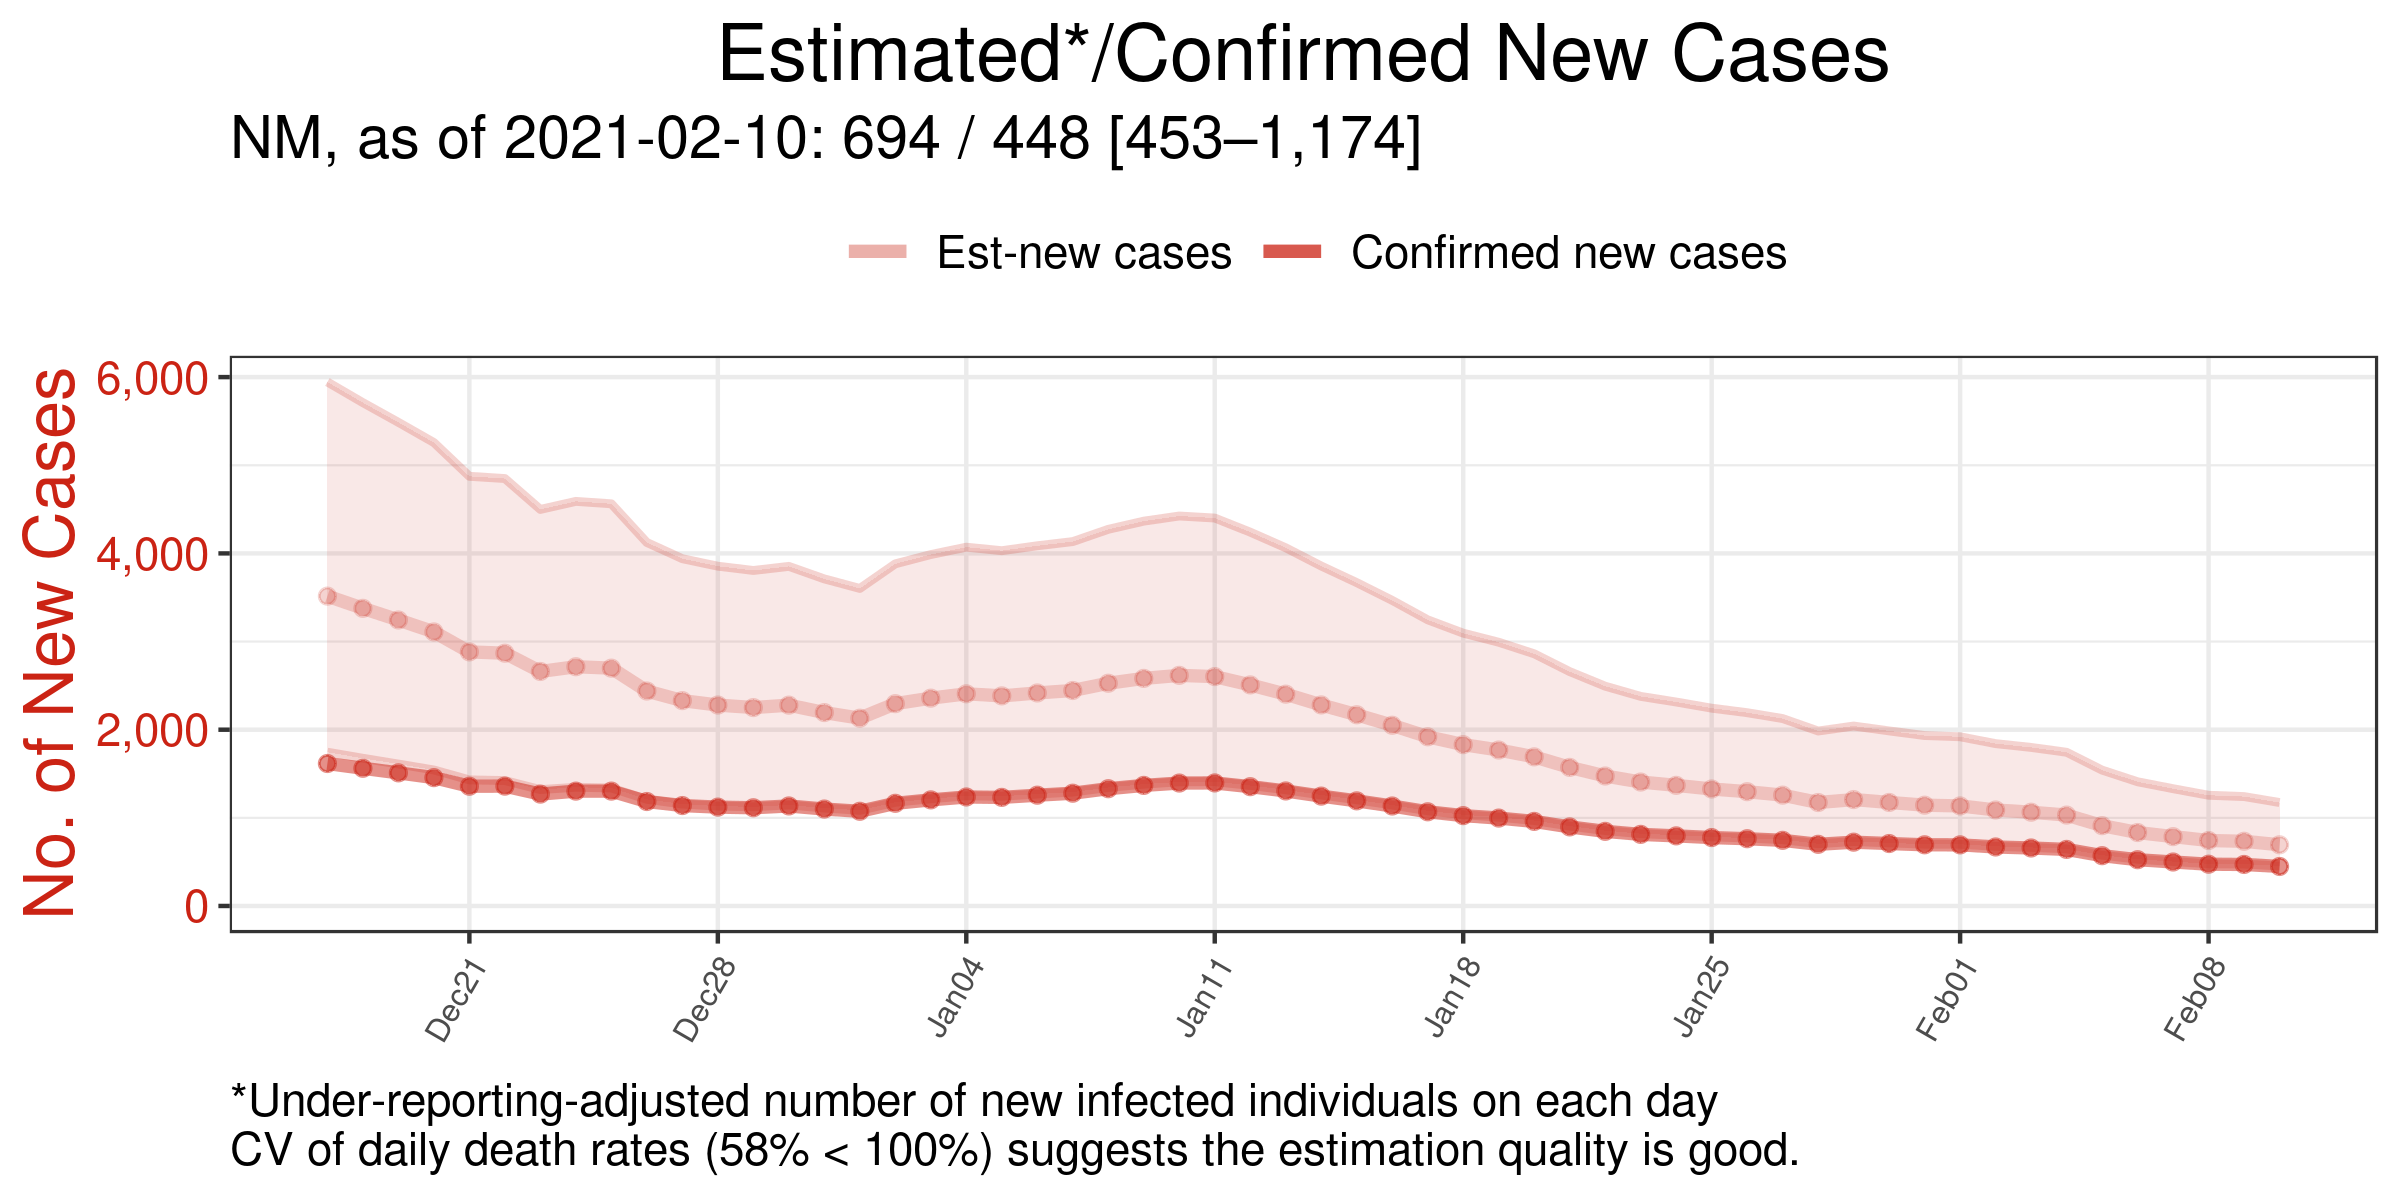 Estimated*/Confirmed New Cases
NM, as of 2021-02-10: 694 / 448 [453–1,174]
Est-new cases
Confirmed new cases
No. of New Cases
6,000
4,000
2,000
0
Dec21
Dec28
Jan04
Jan11
Jan18
Jan25
Feb01
Feb08
*Under-reporting-adjusted number of new infected individuals on each day
CV of daily death rates (58% < 100%) suggests the estimation quality is good.